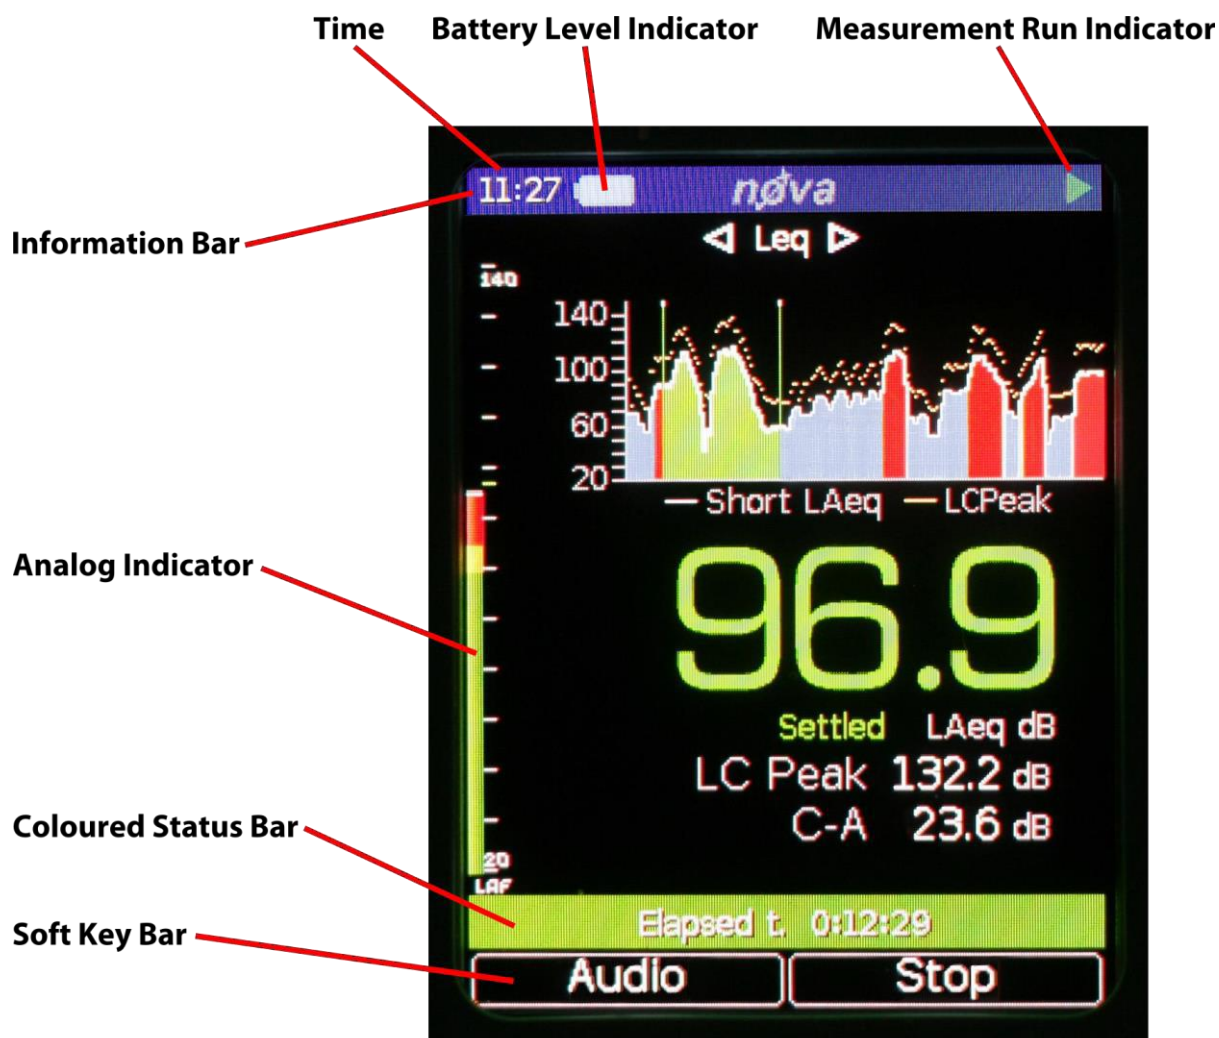 Time Battery Level Indicator Measurement Run Indicator
11:27 nova
Information Bar
Leq
140
140
100
60
20
Short LAeq LCPeak
96.9
Analog Indicator
Settled LAeq dB
LC Peak 132.2 dB
C-A 23.6 dB
Coloured Status Bar
20
LAF
Elapsed t. 0:12:29
Soft Key Bar
Audio Stop